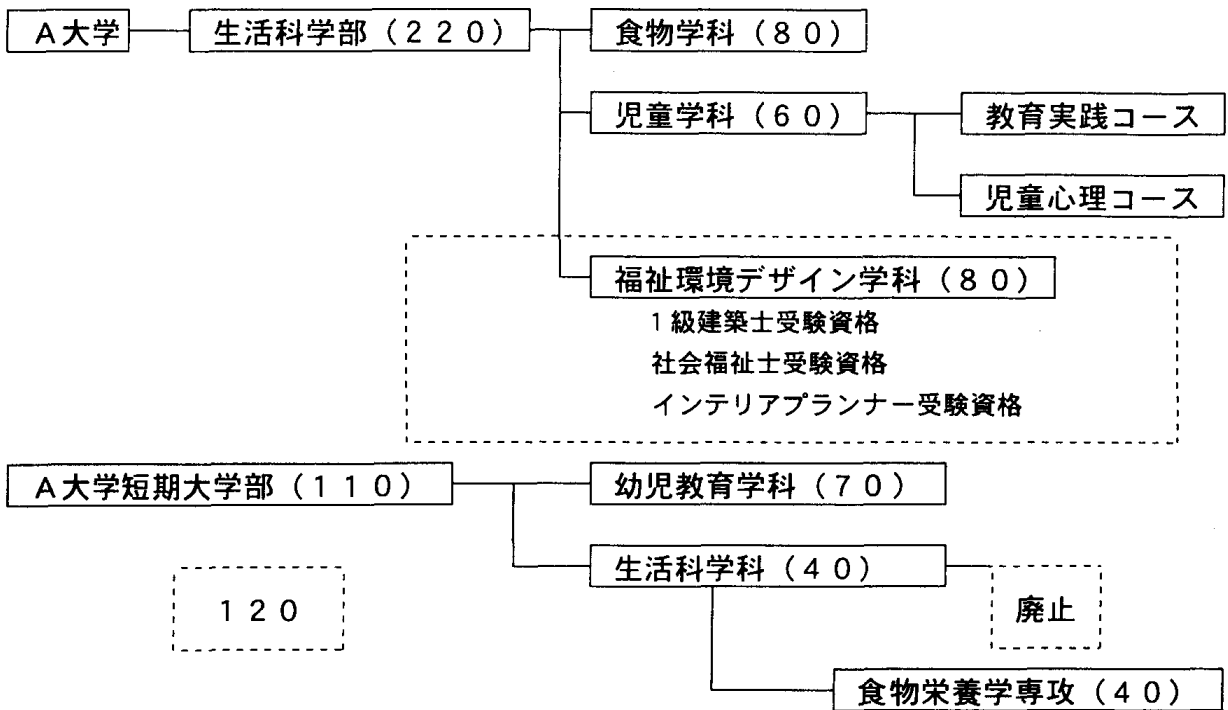 A大学
生活科学部（220）
食物学科（80）
児童学科（60）
教育実践コース
児童心理コース
福祉環境デザイン学科（80）
1級建築士受験資格
社会福祉士受験資格
インテリアプランナー受験資格
A大学短期大学部（110）
幼児教育学科（70）
生活科学科（40）
120
廃止
食物栄養学専攻（40）